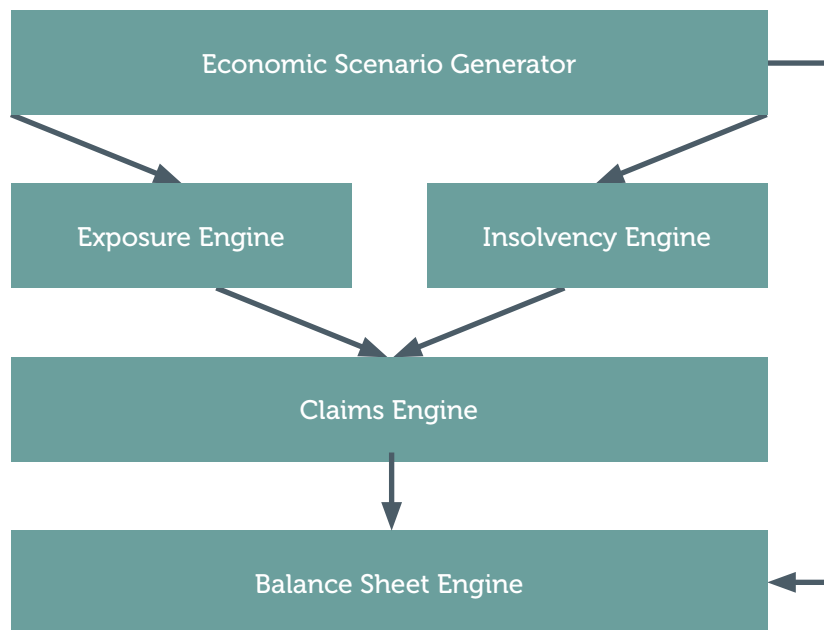 Economic Scenario Generator
Exposure Engine
Insolvency Engine
Claims Engine
Balance Sheet Engine